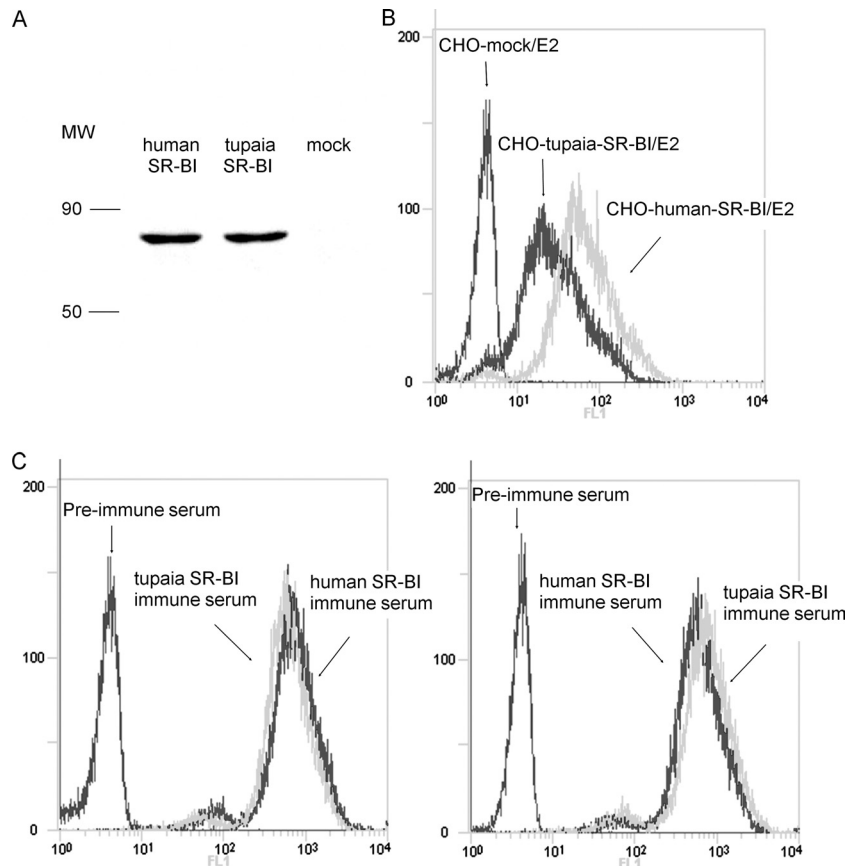 A
MW
human SR-BI
tupaia SR-BI
mock
90
50
B
200
100
0
CHO-mock/E2
CHO-tupaia-SR-BI/E2
CHO-human-SR-BI/E2
10⁰ 10¹ 10² 10³ 10⁴
FL1
C
200
100
0
Pre-immune serum
tupaia SR-BI
immune serum
human SR-BI
immune serum
10⁰ 10¹ 10² 10³ 10⁴
FL1
200
100
0
Pre-immune serum
human SR-BI
immune serum
tupaia SR-BI
immune serum
10⁰ 10¹ 10² 10³ 10⁴
FL1